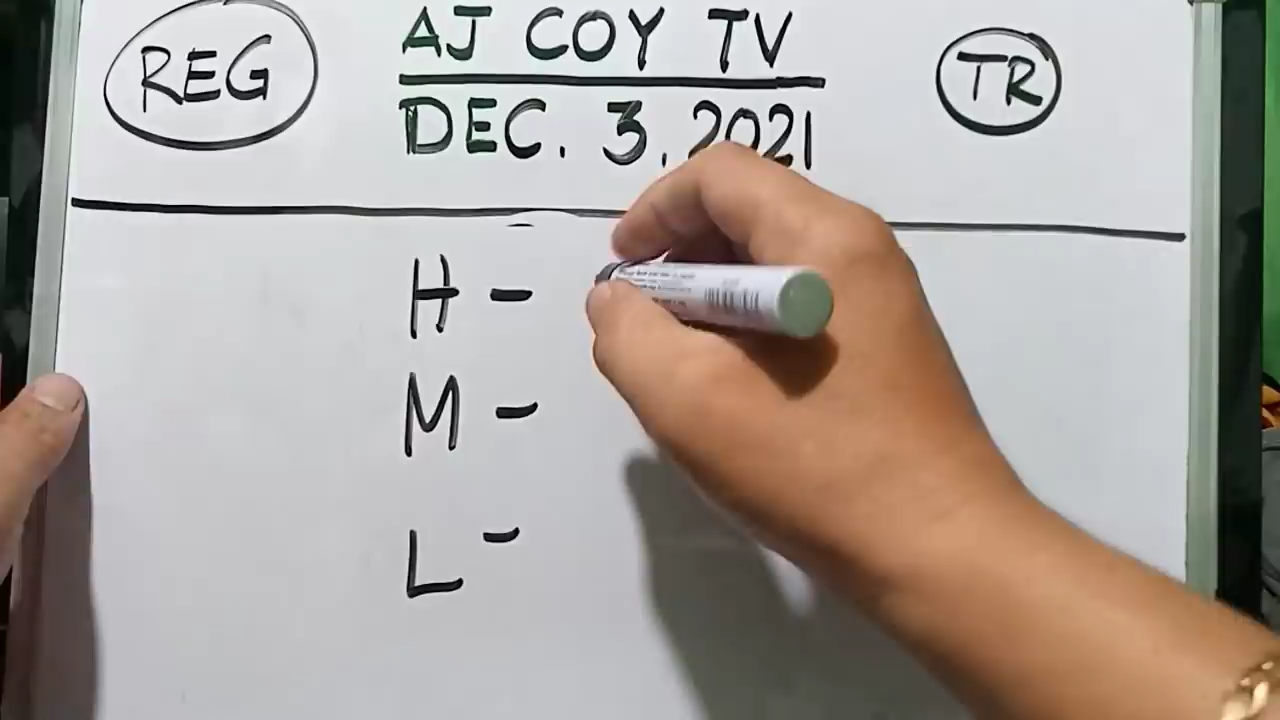 REG AJ COY TV TR
DEC. 3, 2021
H -
M -
L -